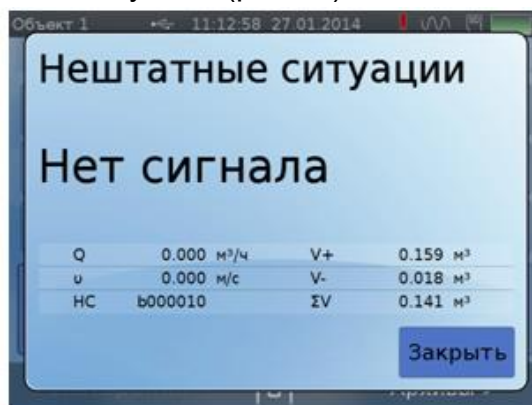 Объект 1 11:12:58 27.01.2014
Нештатные ситуации
Нет сигнала
Q 0.000 м³/ч V+ 0.159 м³
υ 0.000 м/с V- 0.018 м³
НС b000010 ΣV 0.141 м³
Закрыть